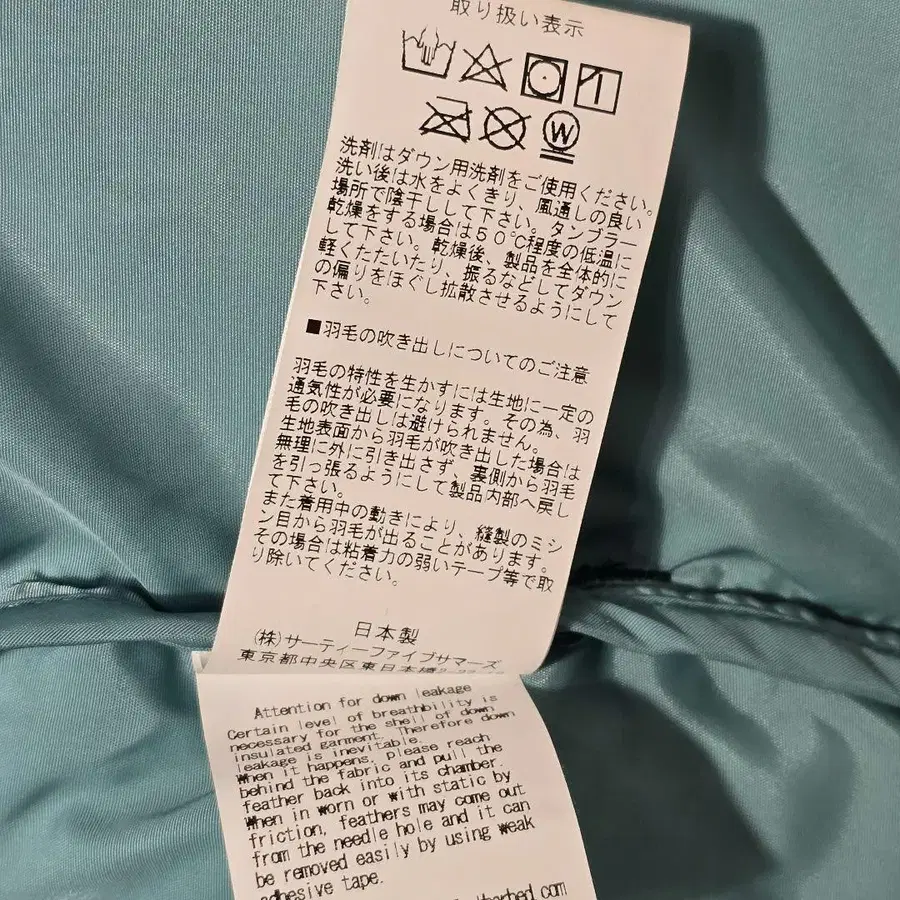 取り扱い表示
W
洗剤はダウン用洗剤をご使用ください。
洗い後は水をよくきり、風通しの良い
場所で陰干しして下さい。タンブラー
乾燥をする場合は50℃程度の低温に
して下さい。乾燥後、製品を全体的に
軽くたたいたり、振るなどしてダウン
の偏りをほぐし拡散させるようにして
下さい。
■羽毛の吹き出しについてのご注意
羽毛の特性を生かすには生地に一定の
通気性が必要になります。その為、羽
毛の吹き出しは避けられません。
生地表面から羽毛が吹き出した場合は
無理に外に引き出さず、裏側から羽毛
を引っ張るようにして製品内部へ戻し
て下さい。
また着用中の動きにより、縫製のミシ
ン目から羽毛が出ることがあります。
その場合は粘着力の弱いテープ等で取
り除いてください。
日本製
(株)サーティーファイブサマーズ
東京都中央区東日本橋
Attention for down leakage
Certain level of breathbility is
necessary for the shell of down
insulated garment. Therefore down
leakage is inevitable.
When it happens, please reach
behind the fabric and pull the
feather back into its chamber.
When in worn or with static by
friction, feathers may come out
from the needle hole and it can
be removed easily by using weak
adhesive tape.